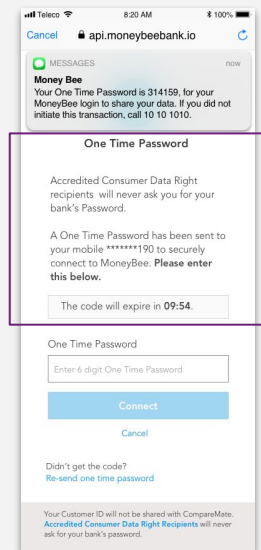 Teleco 8:20 AM 100%
Cancel api.moneybeebank.io
MESSAGES now
Money Bee
Your One Time Password is 314159, for your
MoneyBee login to share your data. If you did not
initiate this transaction, call 10 10 1010.
One Time Password
Accredited Consumer Data Right
recipients will never ask you for your
bank's Password.
A One Time Password has been sent to
your mobile *******190 to securely
connect to MoneyBee. Please enter
this below.
The code will expire in 09:54.
One Time Password
Enter 6 digit One Time Password
Connect
Cancel
Didn't get the code?
Re-send one time password
Your Customer ID will not be shared with CompareMate.
Accredited Consumer Data Right Recipients will never
ask for your bank's password.